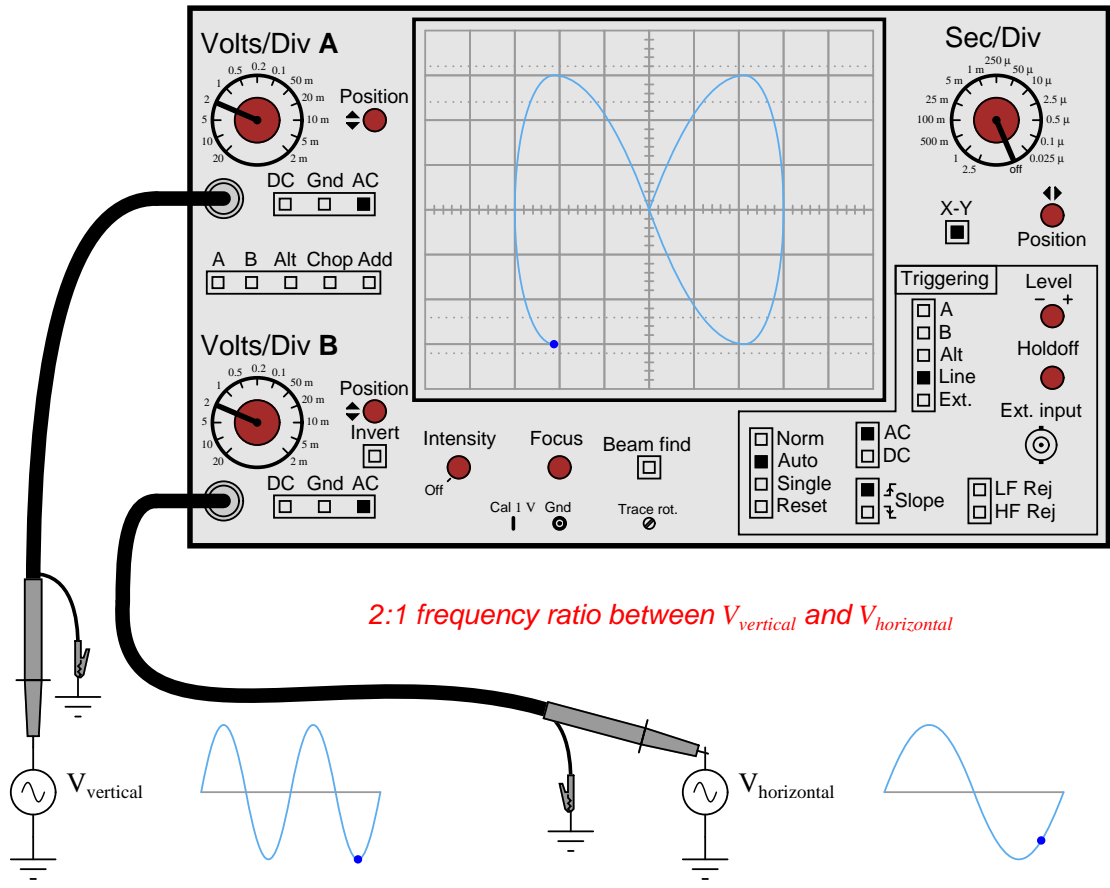 Volts/Div A
20 10 5 2 1 0.5 0.2 0.1 50 m 20 m 10 m 5 m 2 m
Position
DC Gnd AC
A B Alt Chop Add
Volts/Div B
20 10 5 2 1 0.5 0.2 0.1 50 m 20 m 10 m 5 m 2 m
Position
Invert
DC Gnd AC
Intensity
Off
Focus
Beam find
Cal 1 V Gnd
Trace rot.
Sec/Div
2.5 1 500 m 100 m 25 m 5 m 1 m 250 µ 50 µ 10 µ 2.5 µ 0.5 µ 0.1 µ 0.025 µ off
X-Y
Position
Triggering
A
B
Alt
Line
Ext.
Level
− +
Holdoff
Ext. input
Norm
Auto
Single
Reset
AC
DC
Slope
LF Rej
HF Rej
2:1 frequency ratio between Vvertical and Vhorizontal
Vvertical
Vhorizontal